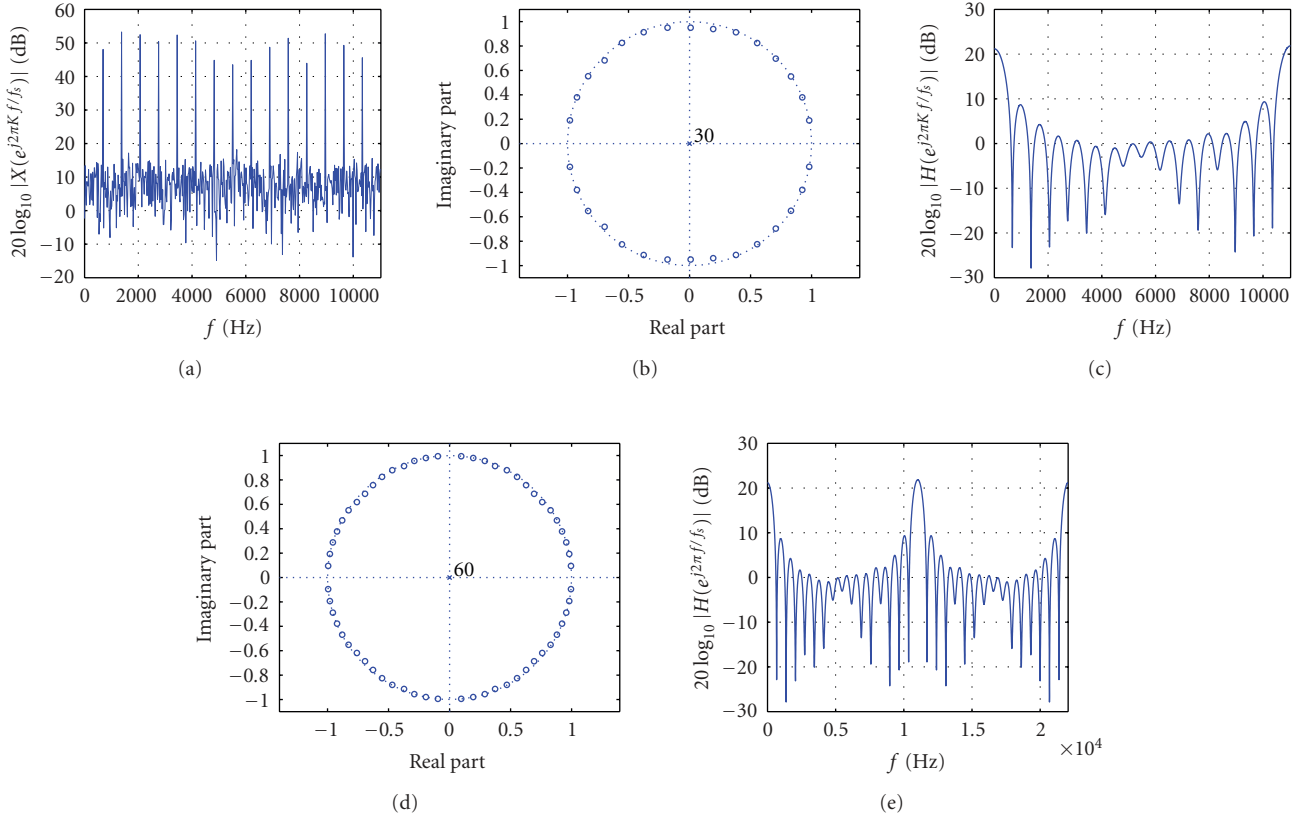 60
50
40
30
20
10
0
−10
−20
0 2000 4000 6000 8000 10000
20 log₁₀ |X(e^{j2πK f/f_s})| (dB)
f (Hz)
(a)
1
0.8
0.6
0.4
0.2
0
−0.2
−0.4
−0.6
−0.8
−1
−1 −0.5 0 0.5 1
30
Imaginary part
Real part
(b)
30
20
10
0
−10
−20
−30
0 2000 4000 6000 8000 10000
20 log₁₀ |H(e^{j2πK f/f_s})| (dB)
f (Hz)
(c)
1
0.8
0.6
0.4
0.2
0
−0.2
−0.4
−0.6
−0.8
−1
−1 −0.5 0 0.5 1
60
Imaginary part
Real part
(d)
30
20
10
0
−10
−20
−30
0 0.5 1 1.5 2
×10⁴
20 log₁₀ |H(e^{j2π f/f_s})| (dB)
f (Hz)
(e)